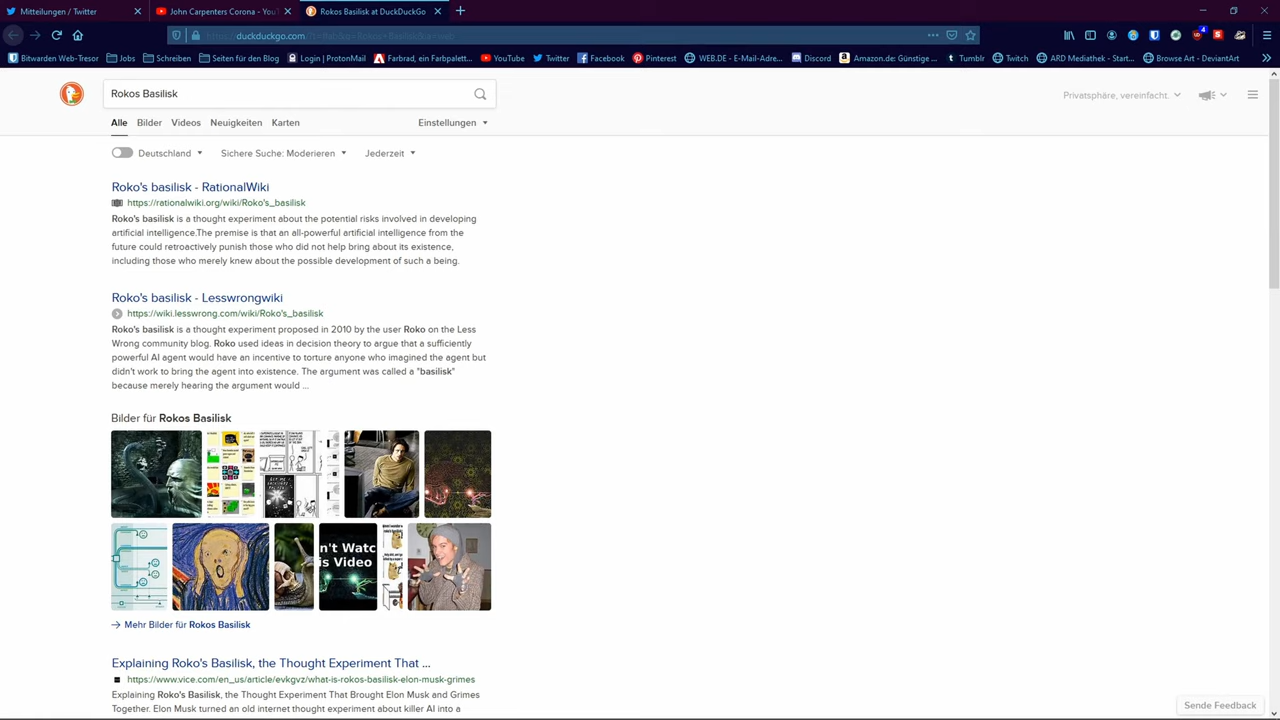 Mitteilungen / Twitter
John Carpenters Corona - You
Rokos Basilisk at DuckDuckGo
duckduckgo.com
Bitwarden Web-Tresor
Jobs
Schreiben
Seiten für den Blog
Login | ProtonMail
Farbrad, ein Farbpalett...
YouTube
Twitter
Facebook
Pinterest
WEB.DE - E-Mail-Adre...
Discord
Amazon.de: Günstige ...
Tumblr
Twitch
ARD Mediathek - Start...
Browse Art - DeviantArt
Rokos Basilisk
Privatsphäre, vereinfacht.
Alle Bilder Videos Neuigkeiten Karten Einstellungen
Deutschland Sichere Suche: Moderieren Jederzeit
Roko's basilisk - RationalWiki
https://rationalwiki.org/wiki/Roko's_basilisk
Roko's basilisk is a thought experiment about the potential risks involved in developing
artificial intelligence.The premise is that an all-powerful artificial intelligence from the
future could retroactively punish those who did not help bring about its existence,
including those who merely knew about the possible development of such a being.
Roko's basilisk - Lesswrongwiki
https://wiki.lesswrong.com/wiki/Roko's_basilisk
Roko's basilisk is a thought experiment proposed in 2010 by the user Roko on the Less
Wrong community blog. Roko used ideas in decision theory to argue that a sufficiently
powerful AI agent would have an incentive to torture anyone who imagined the agent but
didn't work to bring the agent into existence. The argument was called a "basilisk"
because merely hearing the argument would ...
Bilder für Rokos Basilisk
n't Watc
is Video
Mehr Bilder für Rokos Basilisk
Explaining Roko's Basilisk, the Thought Experiment That ...
https://www.vice.com/en_us/article/evkgvz/what-is-rokos-basilisk-elon-musk-grimes
Explaining Roko's Basilisk, the Thought Experiment That Brought Elon Musk and Grimes
Together. Elon Musk turned an old internet thought experiment about killer AI into a
Sende Feedback